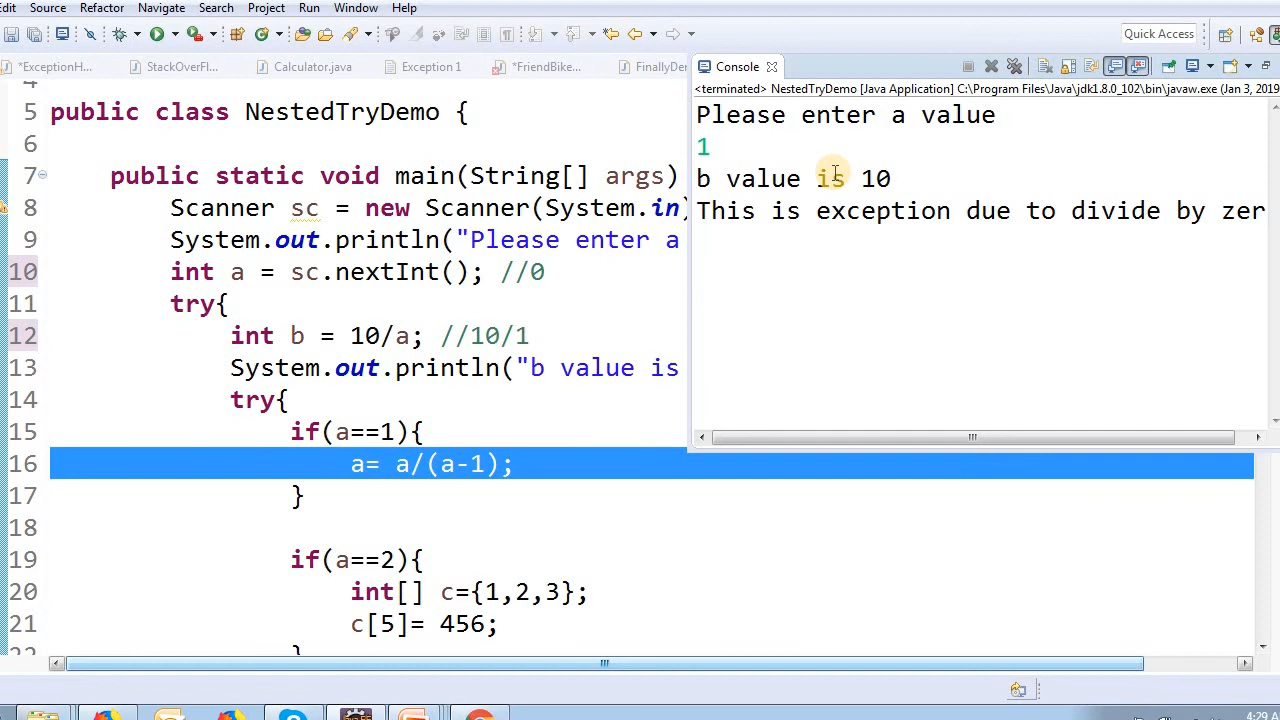 Edit Source Refactor Navigate Search Project Run Window Help
Quick Access
*ExceptionH... StackOverFl... Calculator.java Exception 1 *FriendBike... FinallyDem
Console
<terminated> NestedTryDemo [Java Application] C:\Program Files\Java\jdk1.8.0_102\bin\javaw.exe (Jan 3, 2019
Please enter a value
1
b value is 10
This is exception due to divide by zer
4
5 public class NestedTryDemo {
6
7 public static void main(String[] args)
8 Scanner sc = new Scanner(System.in)
9 System.out.println("Please enter a
10 int a = sc.nextInt(); //0
11 try{
12 int b = 10/a; //10/1
13 System.out.println("b value is
14 try{
15 if(a==1){
16 a= a/(a-1);
17 }
18
19 if(a==2){
20 int[] c={1,2,3};
21 c[5]= 456;
22 }
4:29 A